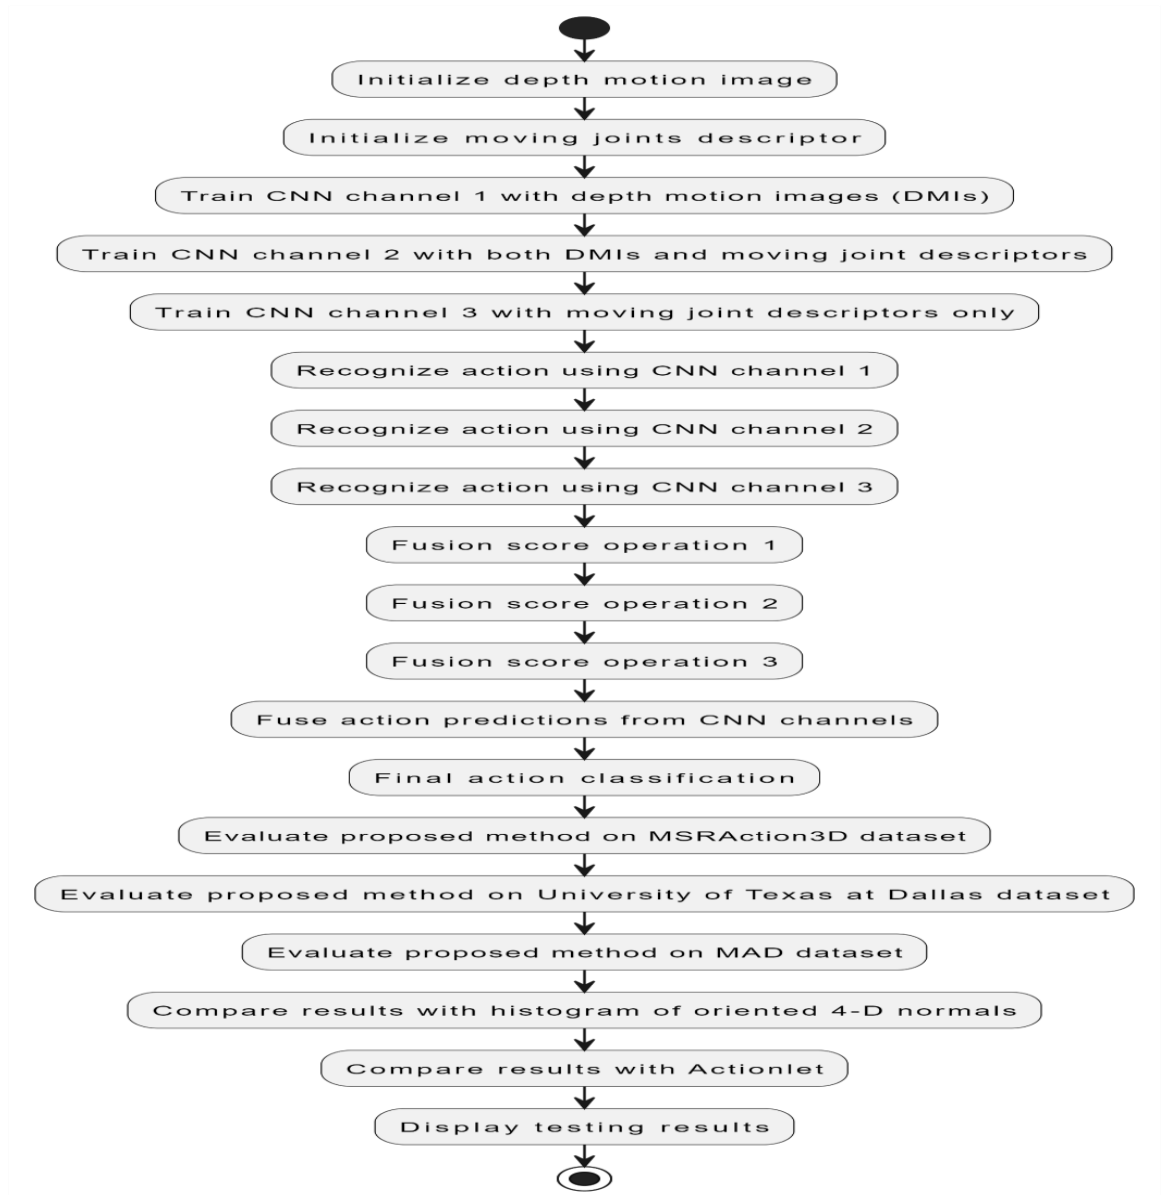 Initialize depth motion image
Initialize moving joints descriptor
Train CNN channel 1 with depth motion images (DMIs)
Train CNN channel 2 with both DMIs and moving joint descriptors
Train CNN channel 3 with moving joint descriptors only
Recognize action using CNN channel 1
Recognize action using CNN channel 2
Recognize action using CNN channel 3
Fusion score operation 1
Fusion score operation 2
Fusion score operation 3
Fuse action predictions from CNN channels
Final action classification
Evaluate proposed method on MSRAction3D dataset
Evaluate proposed method on University of Texas at Dallas dataset
Evaluate proposed method on MAD dataset
Compare results with histogram of oriented 4-D normals
Compare results with Actionlet
Display testing results